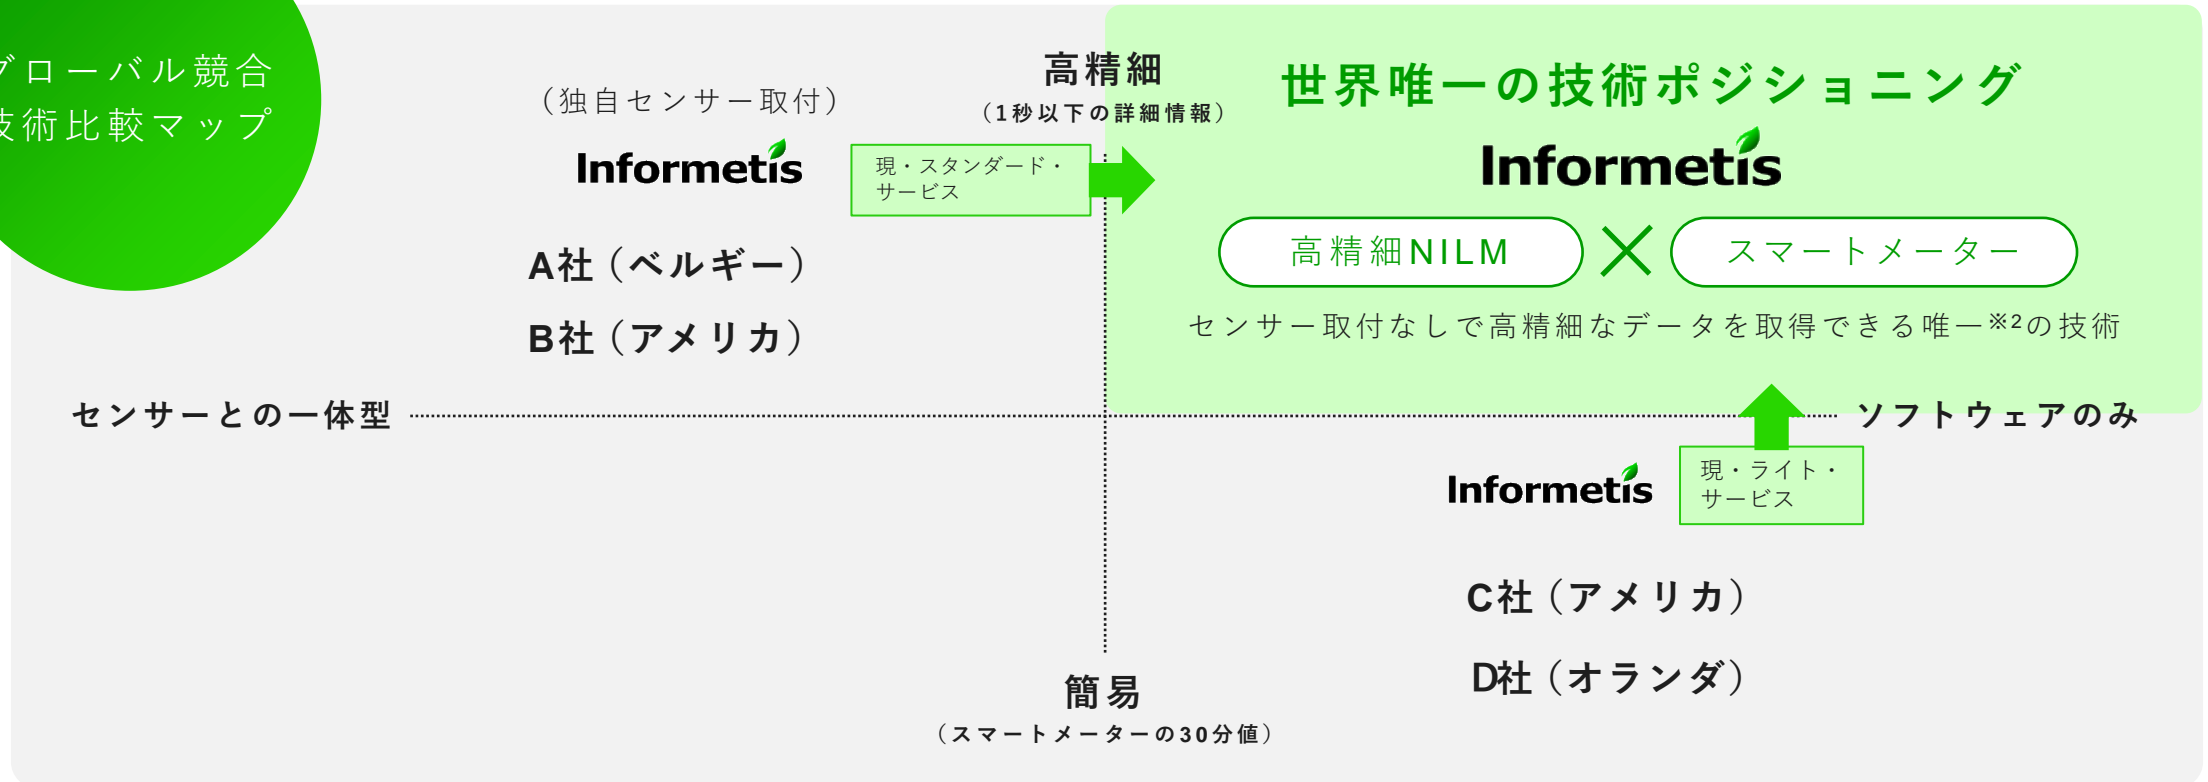 グローバル競合
技術比較マップ
（独自センサー取付）
Informetis
現・スタンダード・
サービス
A社（ベルギー）
B社（アメリカ）
高精細
（1秒以下の詳細情報）
世界唯一の技術ポジショニング
Informetis
高精細NILM × スマートメーター
センサー取付なしで高精細なデータを取得できる唯一※2の技術
センサーとの一体型
ソフトウェアのみ
Informetis
現・ライト・
サービス
C社（アメリカ）
D社（オランダ）
簡易
（スマートメーターの30分値）